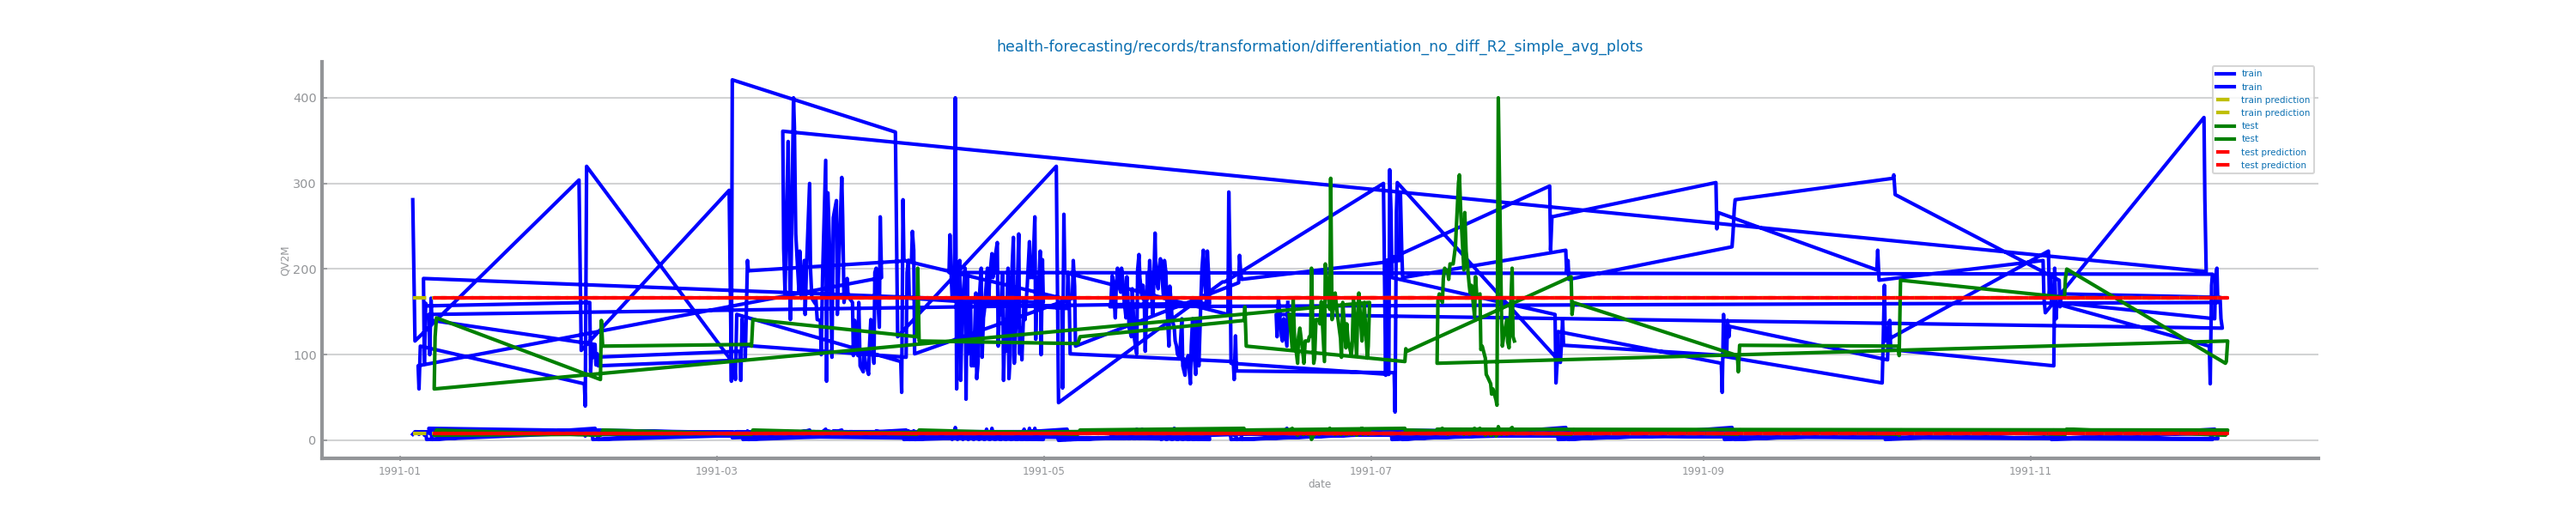 health-forecasting/records/transformation/differentiation_no_diff_R2_simple_avg_plots
400
300
200
100
0
QV2M
train
train
train prediction
train prediction
test
test
test prediction
test prediction
1991-01
1991-03
1991-05
1991-07
1991-09
1991-11
date